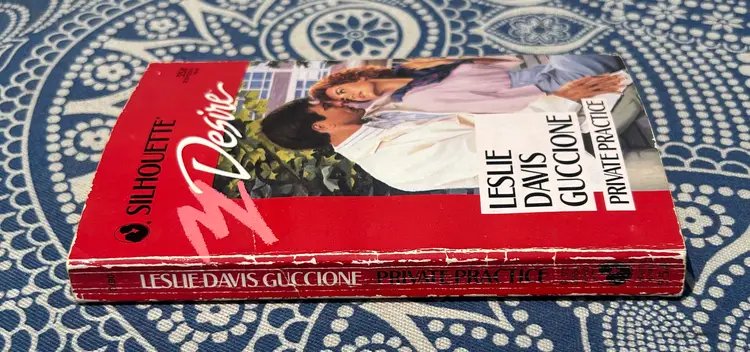 SILHOUETTE®
Desire
LESLIE
DAVIS
GUCCIONE
PRIVATE PRACTICE
LESLIE DAVIS GUCCIONE PRIVATE PRACTICE